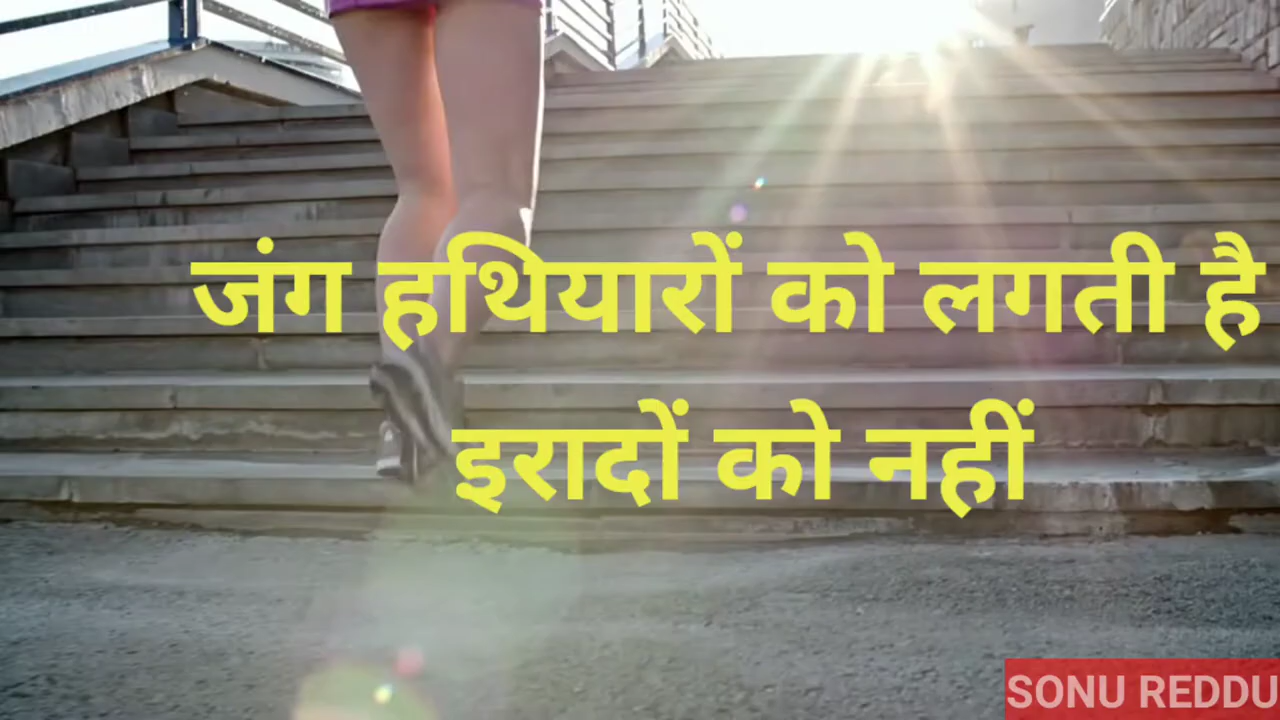 जंग हथियारों को लगती है
इरादों को नहीं
SONU REDDU